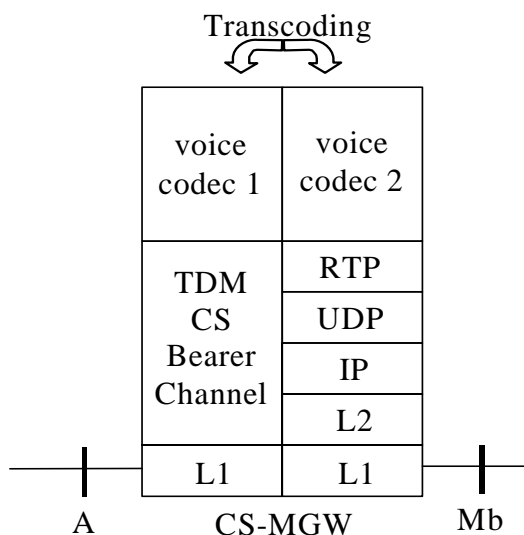 Transcoding
voice
codec 1
voice
codec 2
TDM
CS
Bearer
Channel
RTP
UDP
IP
L2
L1
L1
A
CS-MGW
Mb